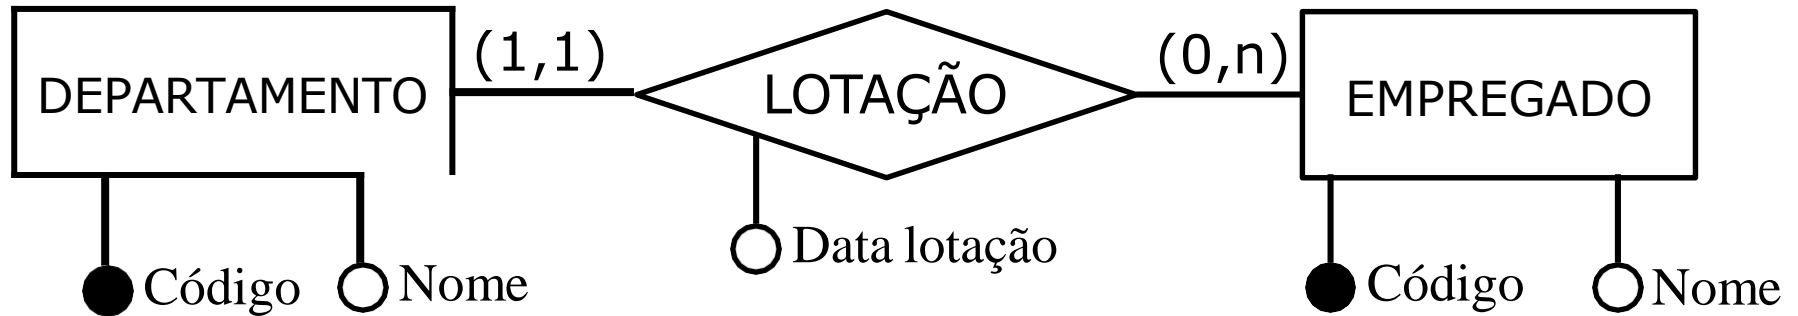 (1,1)
(0,n)
DEPARTAMENTO
LOTAÇÃO
EMPREGADO
Data lotação
Código
Nome
Código
Nome